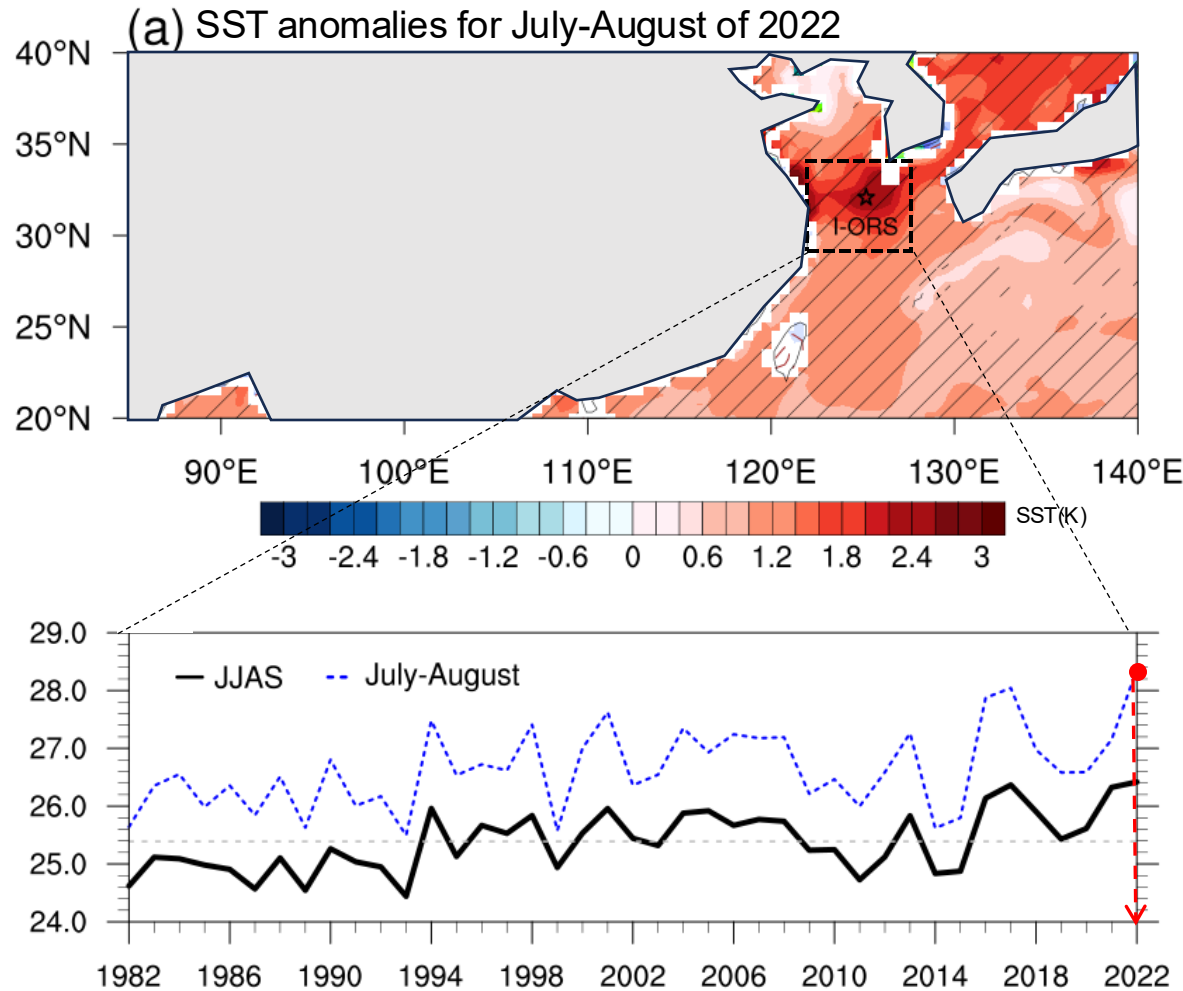 (a) SST anomalies for July-August of 2022
40°N
35°N
30°N
25°N
20°N
I-ORS
90°E 100°E 110°E 120°E 130°E 140°E
SST(K)
-3 -2.4 -1.8 -1.2 -0.6 0 0.6 1.2 1.8 2.4 3
29.0
28.0
27.0
26.0
25.0
24.0
JJAS July-August
1982 1986 1990 1994 1998 2002 2006 2010 2014 2018 2022